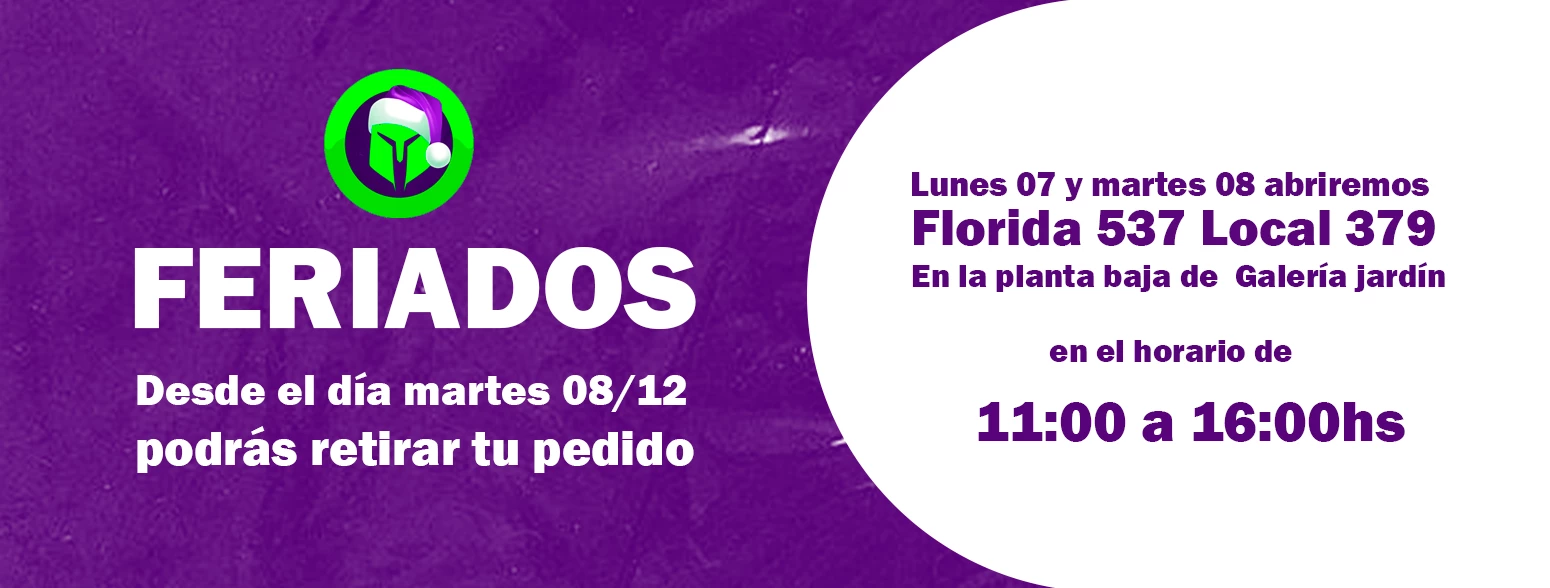 FERIADOS
Desde el día martes 08/12
podrás retirar tu pedido
Lunes 07 y martes 08 abriremos
Florida 537 Local 379
En la planta baja de Galería jardín
en el horario de
11:00 a 16:00hs